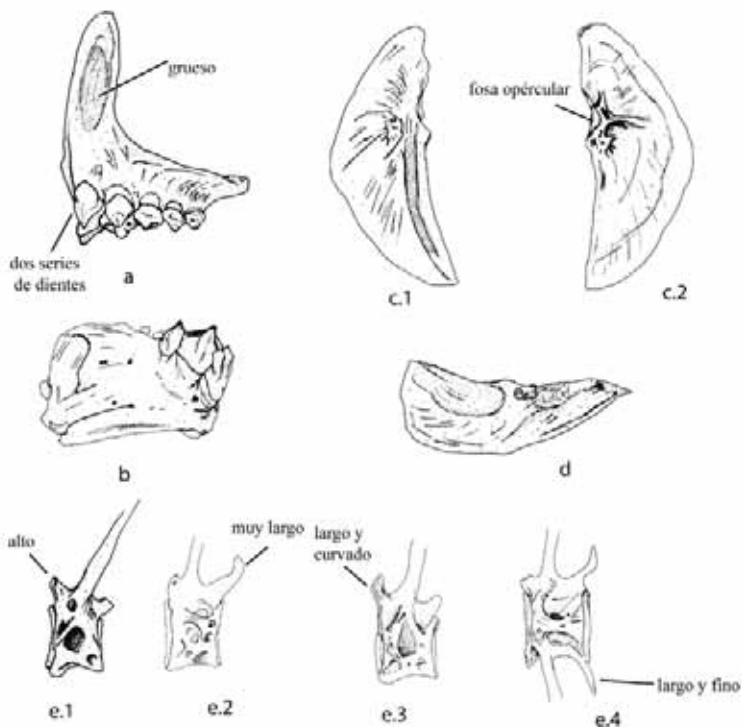 grueso
fosa opércular
dos series
de dientes
a
c.1
c.2
b
d
alto
muy largo
largo y
curvado
largo y fino
e.1
e.2
e.3
e.4